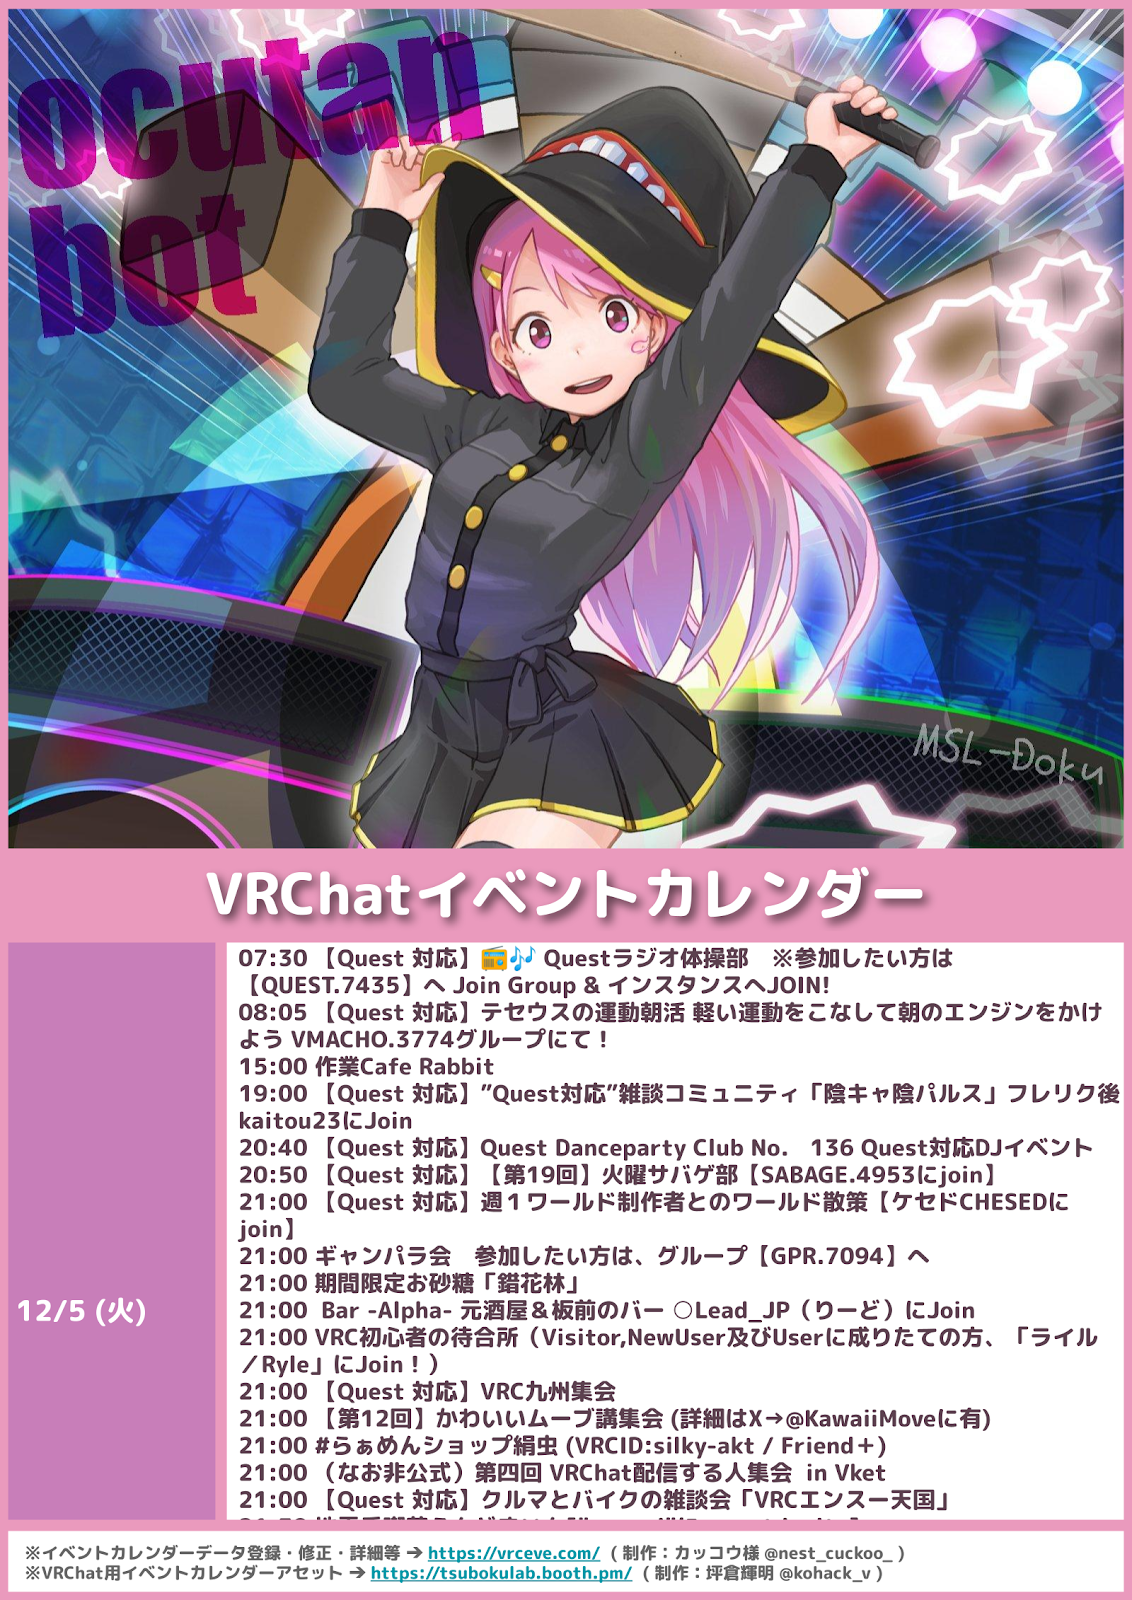 ocutan
bot
MSL-Doku
VRChatイベントカレンダー
12/5 (火)
07:30 【Quest 対応】📻🎶 Questラジオ体操部　※参加したい方は
【QUEST.7435】へ Join Group & インスタンスへJOIN!
08:05 【Quest 対応】テセウスの運動朝活 軽い運動をこなして朝のエンジンをかけ
よう VMACHO.3774グループにて！
15:00 作業Cafe Rabbit
19:00 【Quest 対応】”Quest対応”雑談コミュニティ「陰キャ陰パルス」フレリク後
kaitou23にJoin
20:40 【Quest 対応】Quest Danceparty Club No.　136 Quest対応DJイベント
20:50 【Quest 対応】【第19回】火曜サバゲ部【SABAGE.4953にjoin】
21:00 【Quest 対応】週１ワールド制作者とのワールド散策【ケセドCHESEDに
join】
21:00 ギャンパラ会　参加したい方は、グループ【GPR.7094】へ
21:00 期間限定お砂糖「錯花林」
21:00  Bar -Alpha- 元酒屋＆板前のバー ○Lead_JP（りーど）にJoin
21:00 VRC初心者の待合所（Visitor,NewUser及びUserに成りたての方、「ライル
／Ryle」にJoin！）
21:00 【Quest 対応】VRC九州集会
21:00 【第12回】かわいいムーブ講集会 (詳細はX→@KawaiiMoveに有)
21:00 #らぁめんショップ絹虫 (VRCID:silky-akt / Friend＋)
21:00 （なお非公式）第四回 VRChat配信する人集会  in Vket
21:00 【Quest 対応】クルマとバイクの雑談会「VRCエンスー天国」
※イベントカレンダーデータ登録・修正・詳細等 ➔ https://vrceve.com/  ( 制作：カッコウ様 @nest_cuckoo_ )
※VRChat用イベントカレンダーアセット ➔ https://tsubokulab.booth.pm/  ( 制作：坪倉輝明 @kohack_v )